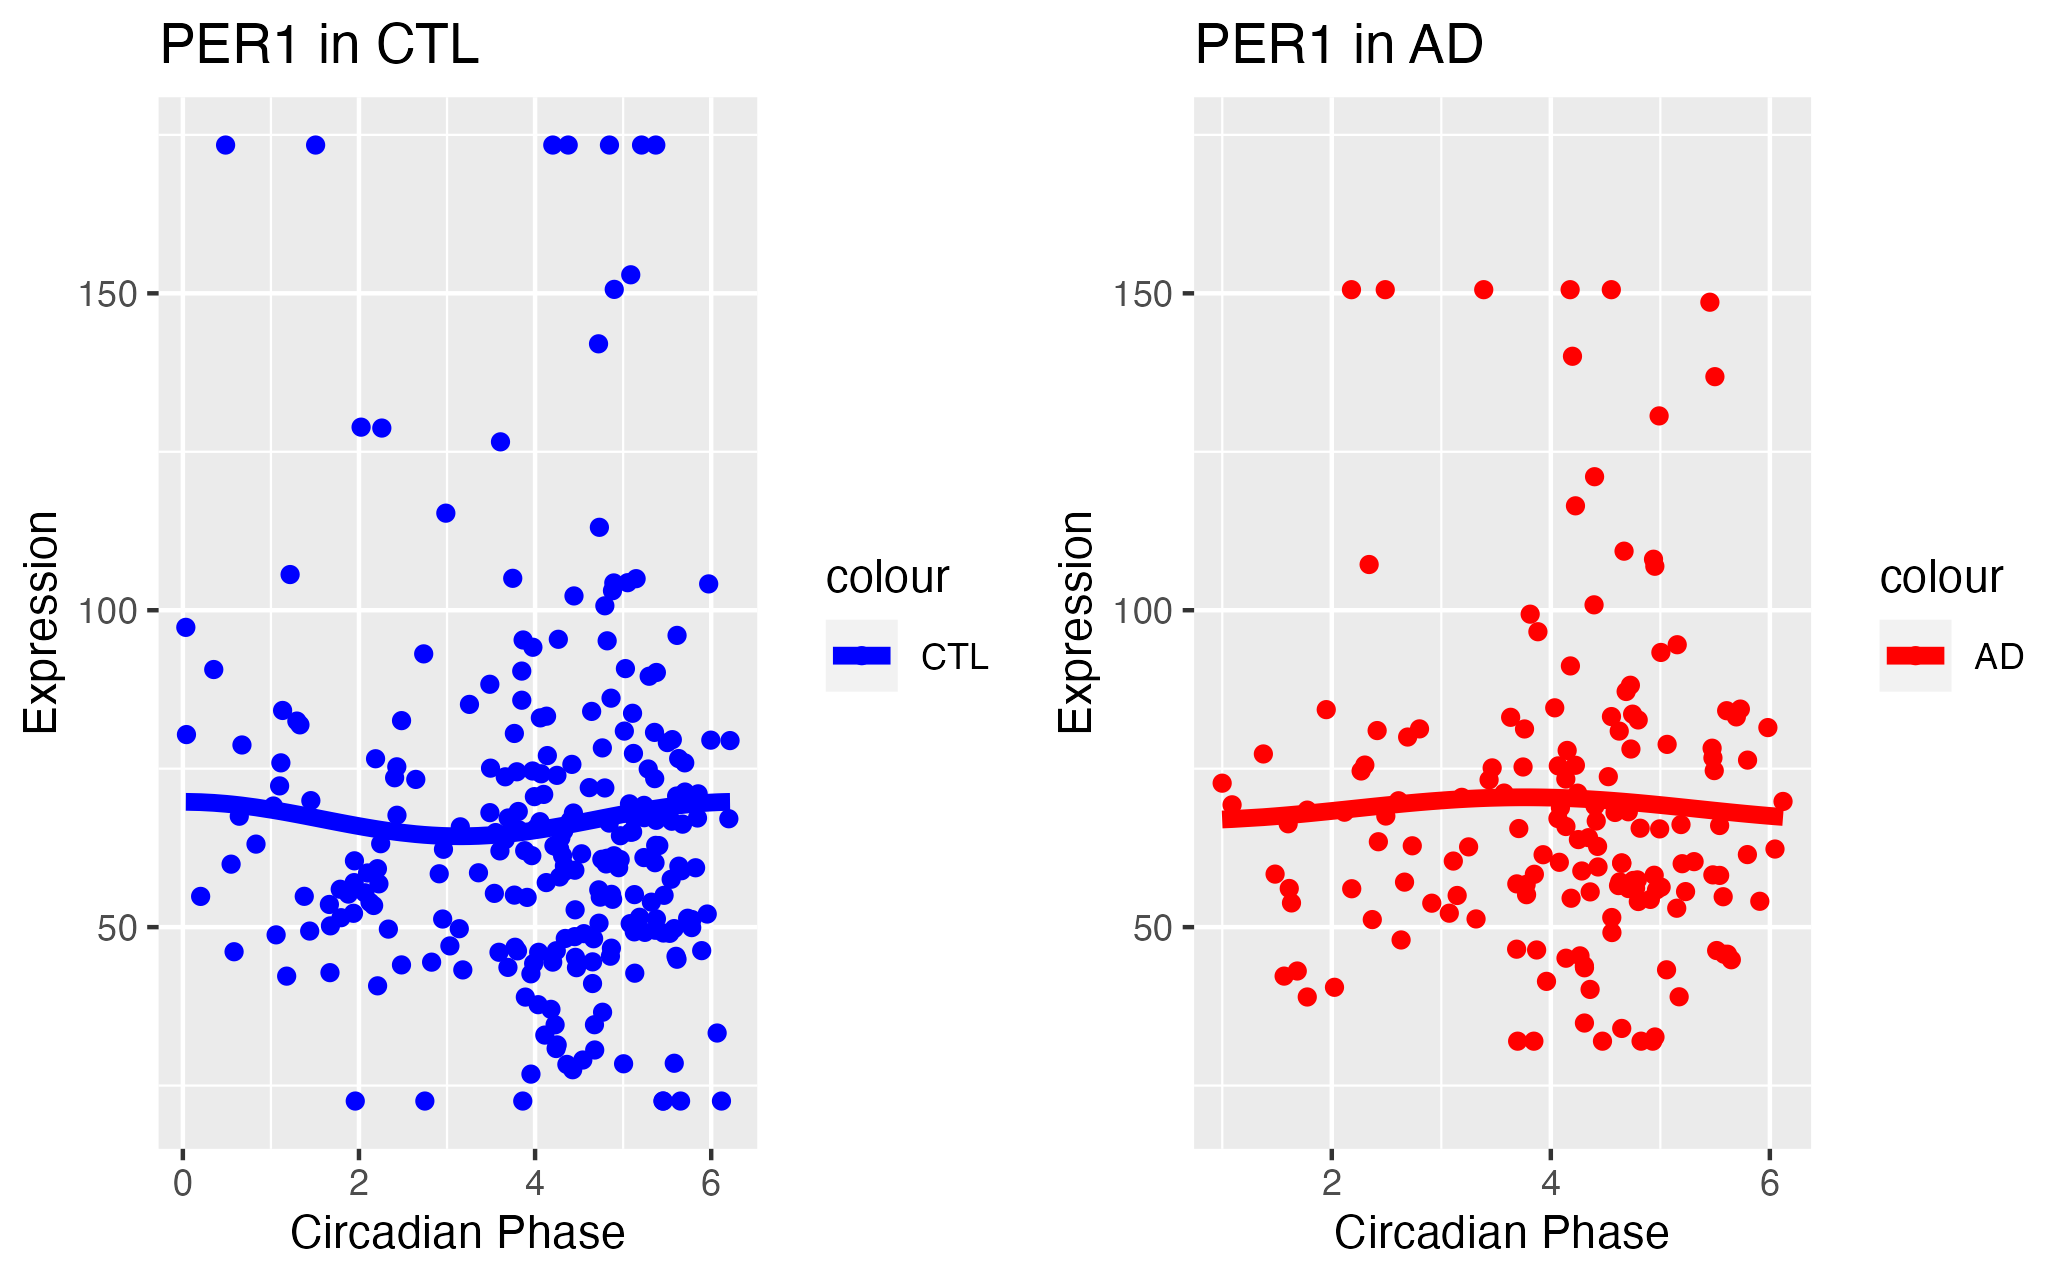 PER1 in CTL
150
100
50
Expression
0 2 4 6
Circadian Phase
colour
CTL
PER1 in AD
150
100
50
Expression
2 4 6
Circadian Phase
colour
AD